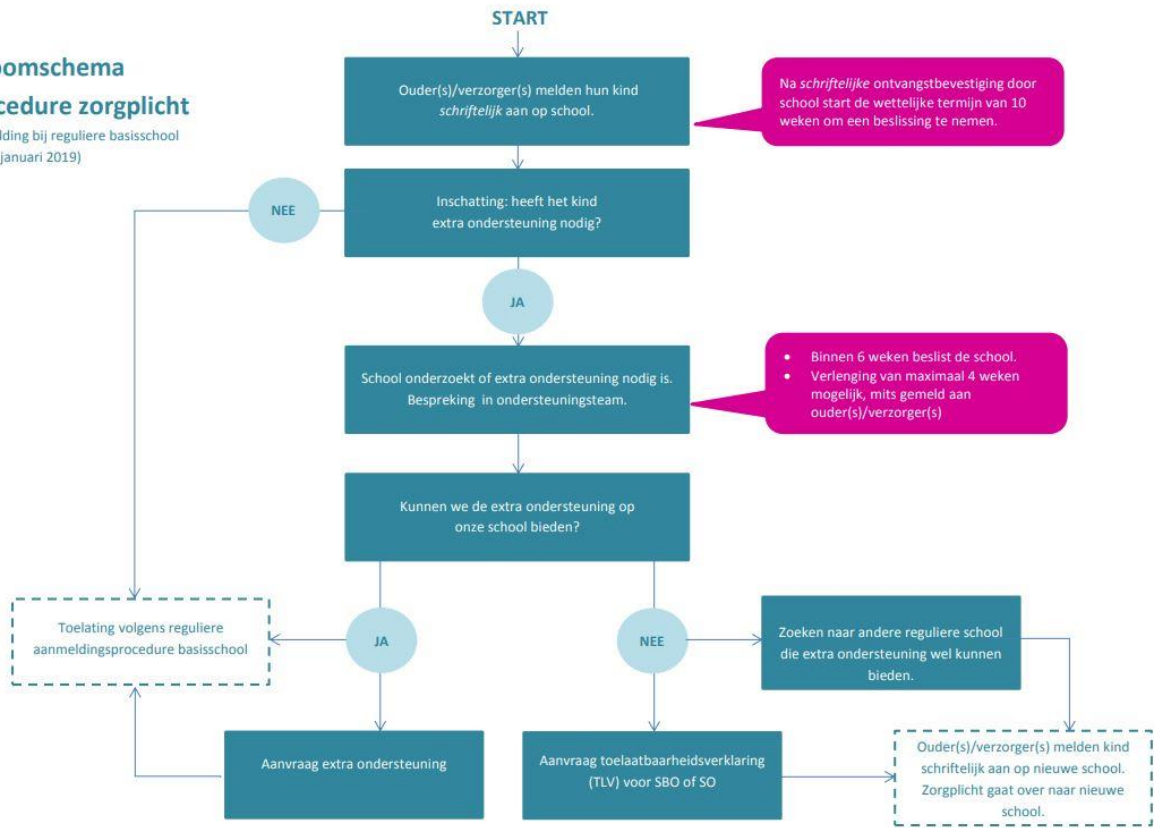 START
oomschema
cedure zorgplicht
lding bij reguliere basisschool
januari 2019)
Ouder(s)/verzorger(s) melden hun kind
schriftelijk aan op school.
Na schriftelijke ontvangstbevestiging door
school start de wettelijke termijn van 10
weken om een beslissing te nemen.
NEE
Inschatting: heeft het kind
extra ondersteuning nodig?
JA
School onderzoekt of extra ondersteuning nodig is.
Bespreking in ondersteuningsteam.
• Binnen 6 weken beslist de school.
• Verlenging van maximaal 4 weken
mogelijk, mits gemeld aan
ouder(s)/verzorger(s)
Kunnen we de extra ondersteuning op
onze school bieden?
Toelating volgens reguliere
aanmeldingsprocedure basisschool
JA
NEE
Zoeken naar andere reguliere school
die extra ondersteuning wel kunnen
bieden.
Aanvraag extra ondersteuning
Aanvraag toelaatbaarheidsverklaring
(TLV) voor SBO of SO
Ouder(s)/verzorger(s) melden kind
schriftelijk aan op nieuwe school.
Zorgplicht gaat over naar nieuwe
school.